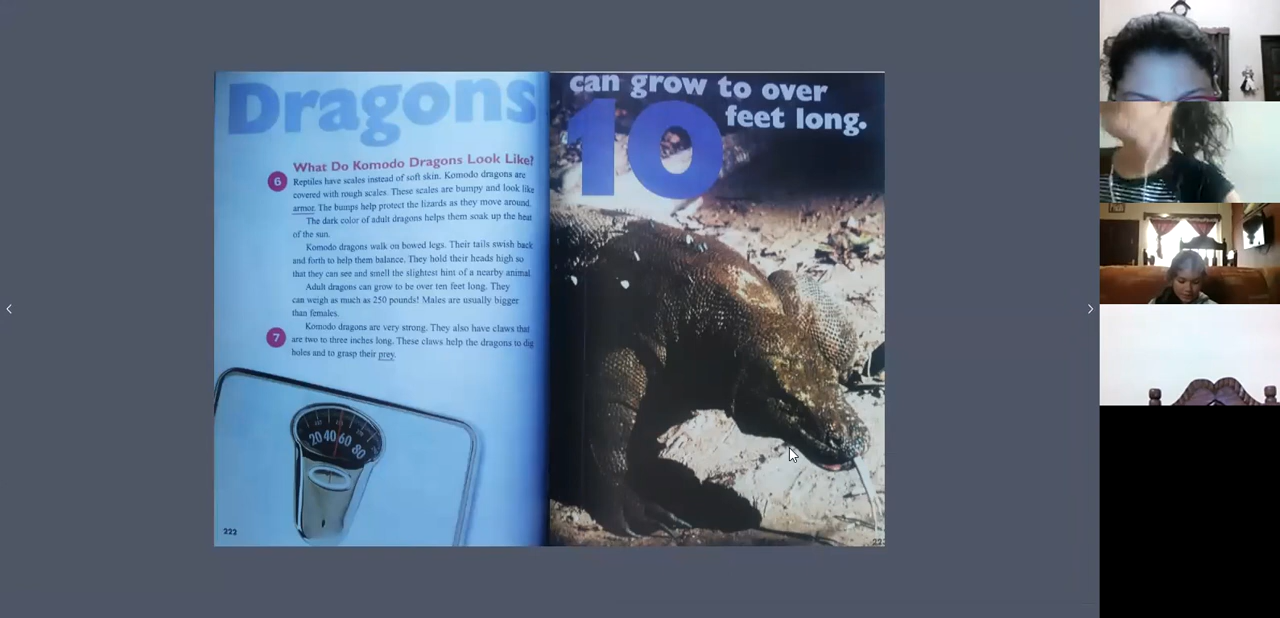 Dragons
What Do Komodo Dragons Look Like?
6
Reptiles have scales instead of soft skin. Komodo dragons are
covered with rough scales. These scales are bumpy and look like
armor. The bumps help protect the lizards as they move around.
The dark color of adult dragons helps them soak up the heat
of the sun.
Komodo dragons walk on bowed legs. Their tails swish back
and forth to help them balance. They hold their heads high so
that they can see and smell the slightest hint of a nearby animal.
Adult dragons can grow to be over ten feet long. They
can weigh as much as 250 pounds! Males are usually bigger
than females.
7
Komodo dragons are very strong. They also have claws that
are two to three inches long. These claws help the dragons to dig
holes and to grasp their prey.
20 40 60 80
222
can grow to over
10
feet long.